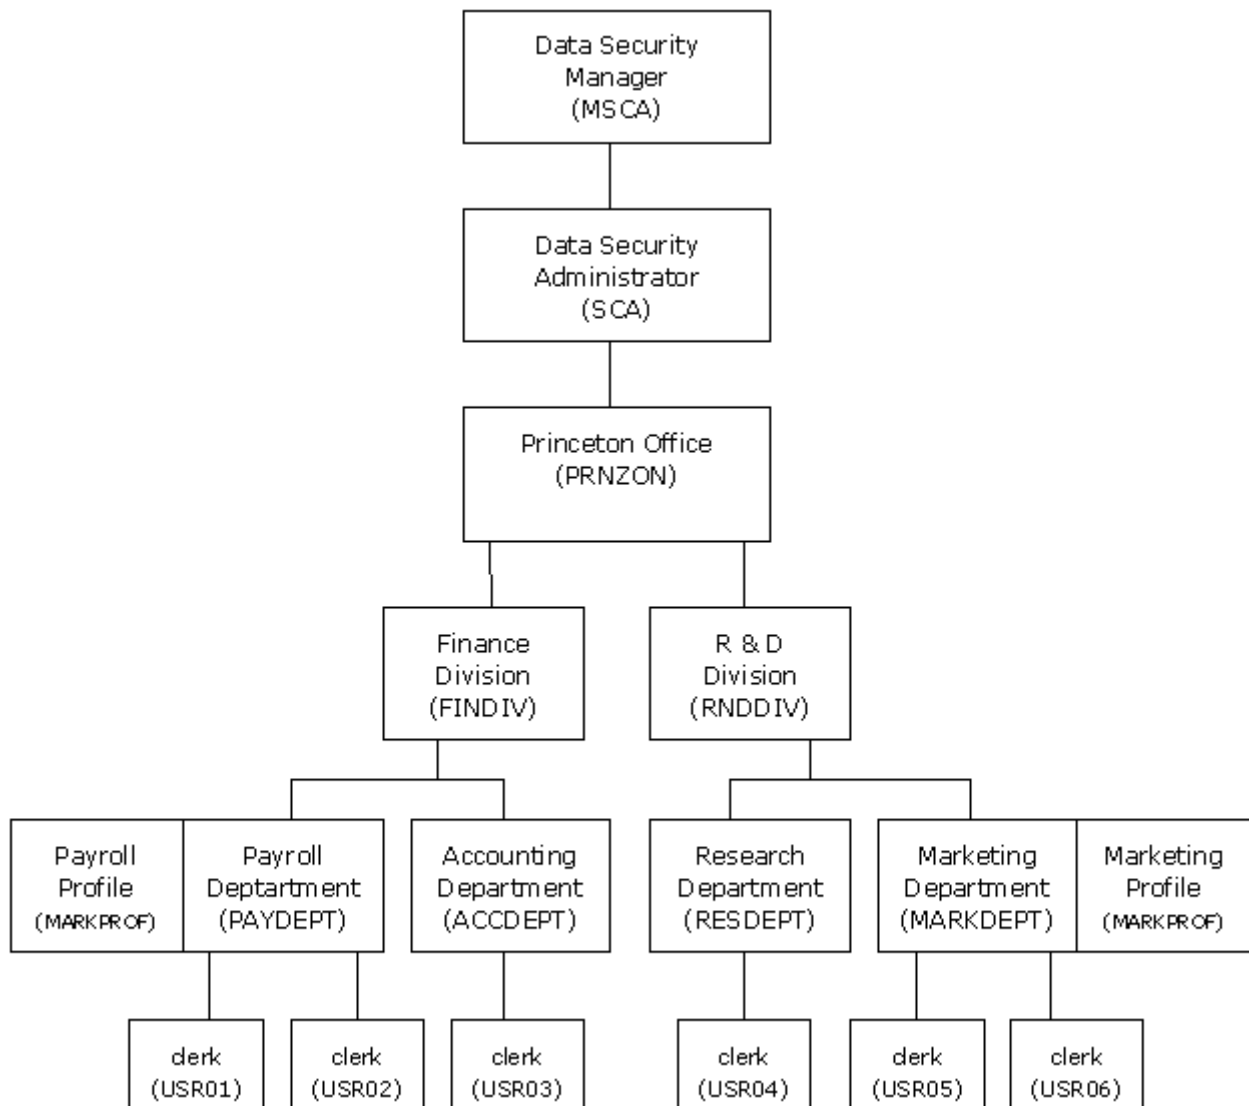 Data Security
Manager
(MSCA)
Data Security
Administrator
(SCA)
Princeton Office
(PRNZON)
Finance
Division
(FINDIV)
R & D
Division
(RNDDIV)
Payroll
Profile
(MARKPROF)
Payroll
Deptartment
(PAYDEPT)
Accounting
Department
(ACCDEPT)
Research
Department
(RESDEPT)
Marketing
Department
(MARKDEPT)
Marketing
Profile
(MARKPROF)
clerk
(USR01)
clerk
(USR02)
clerk
(USR03)
clerk
(USR04)
clerk
(USR05)
clerk
(USR06)